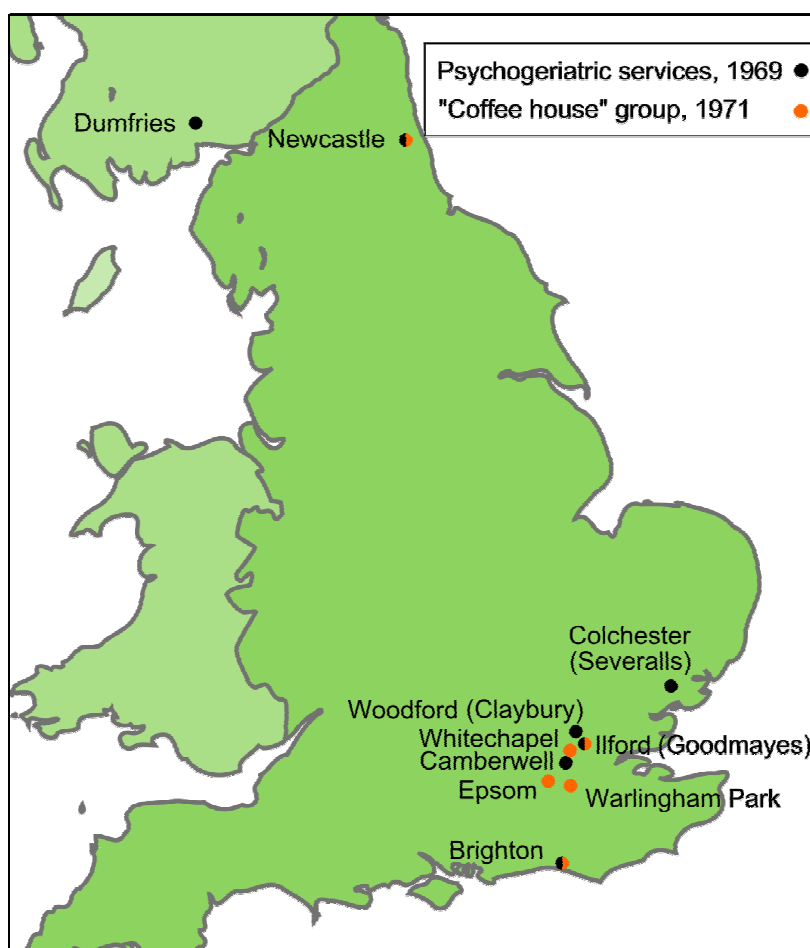 Psychogeriatric services, 1969
"Coffee house" group, 1971
Dumfries
Newcastle
Colchester
(Severalls)
Woodford (Claybury)
Whitechapel
Ilford (Goodmayes)
Camberwell
Epsom
Warlingham Park
Brighton